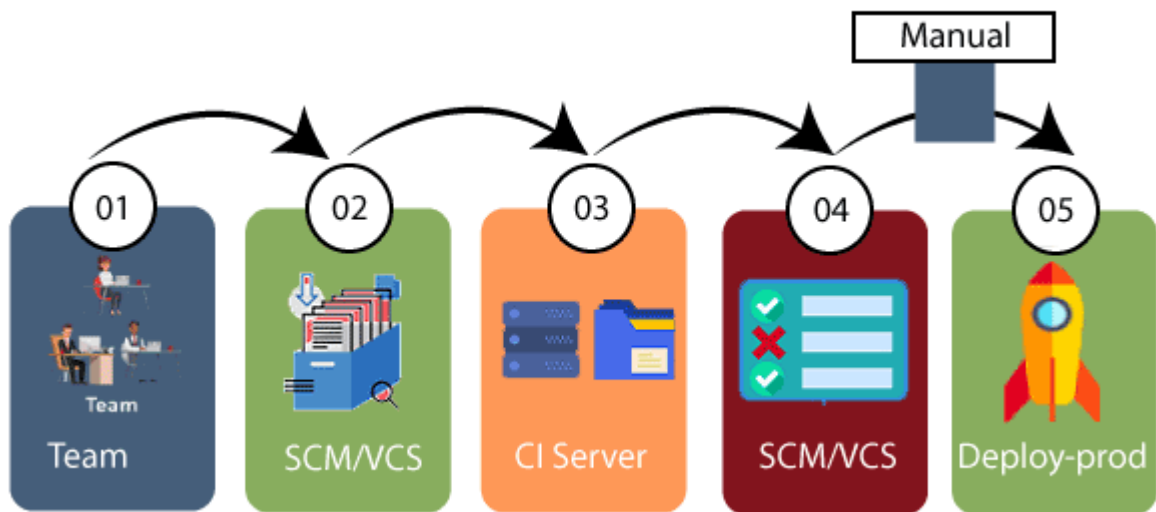 Manual
01
02
03
04
05
Team
Team
SCM/VCS
CI Server
SCM/VCS
Deploy-prod